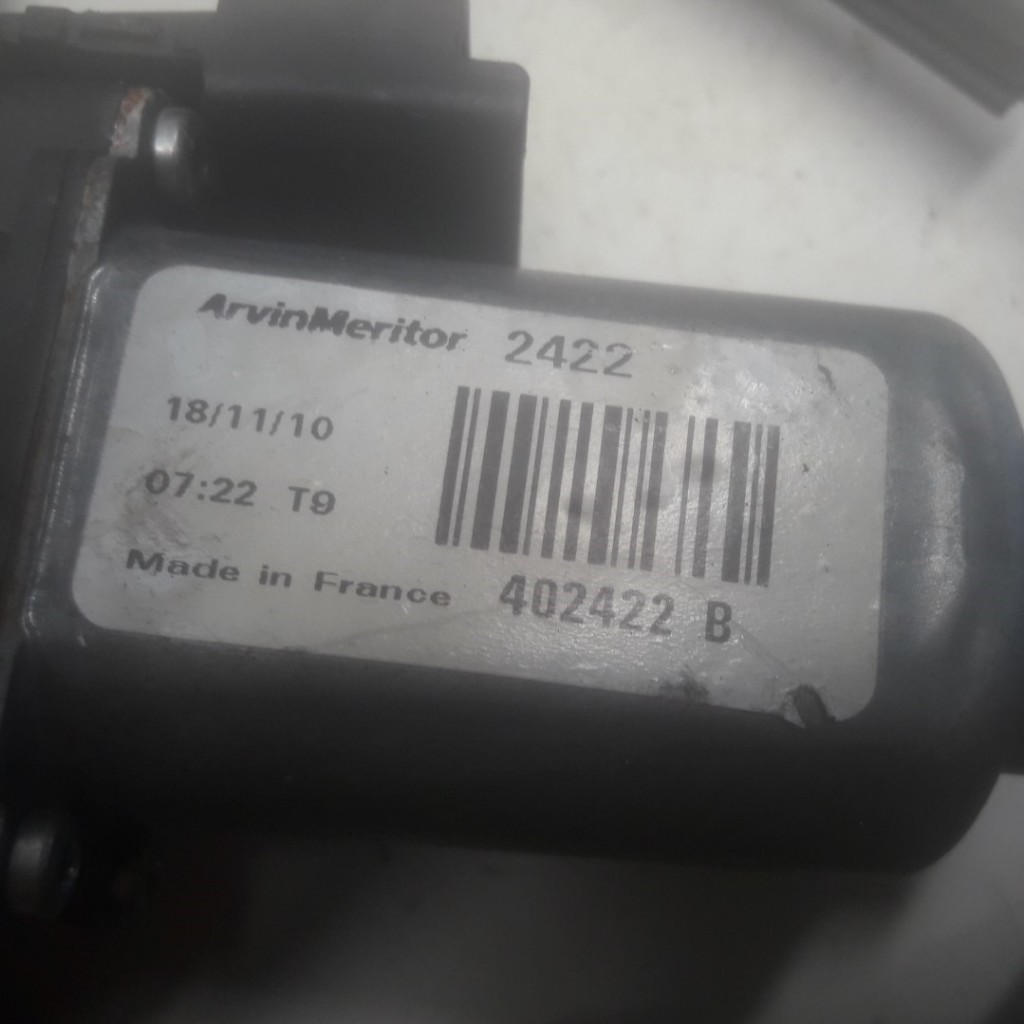 ArvinMeritor 2422
18/11/10
07:22 T9
Made in France 402422 B